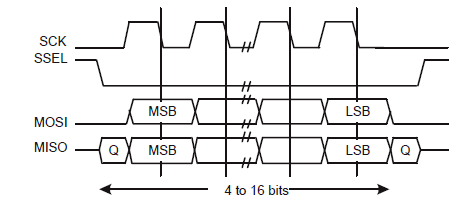 SCK
SSEL
MOSI MSB LSB
MISO Q MSB LSB Q
4 to 16 bits